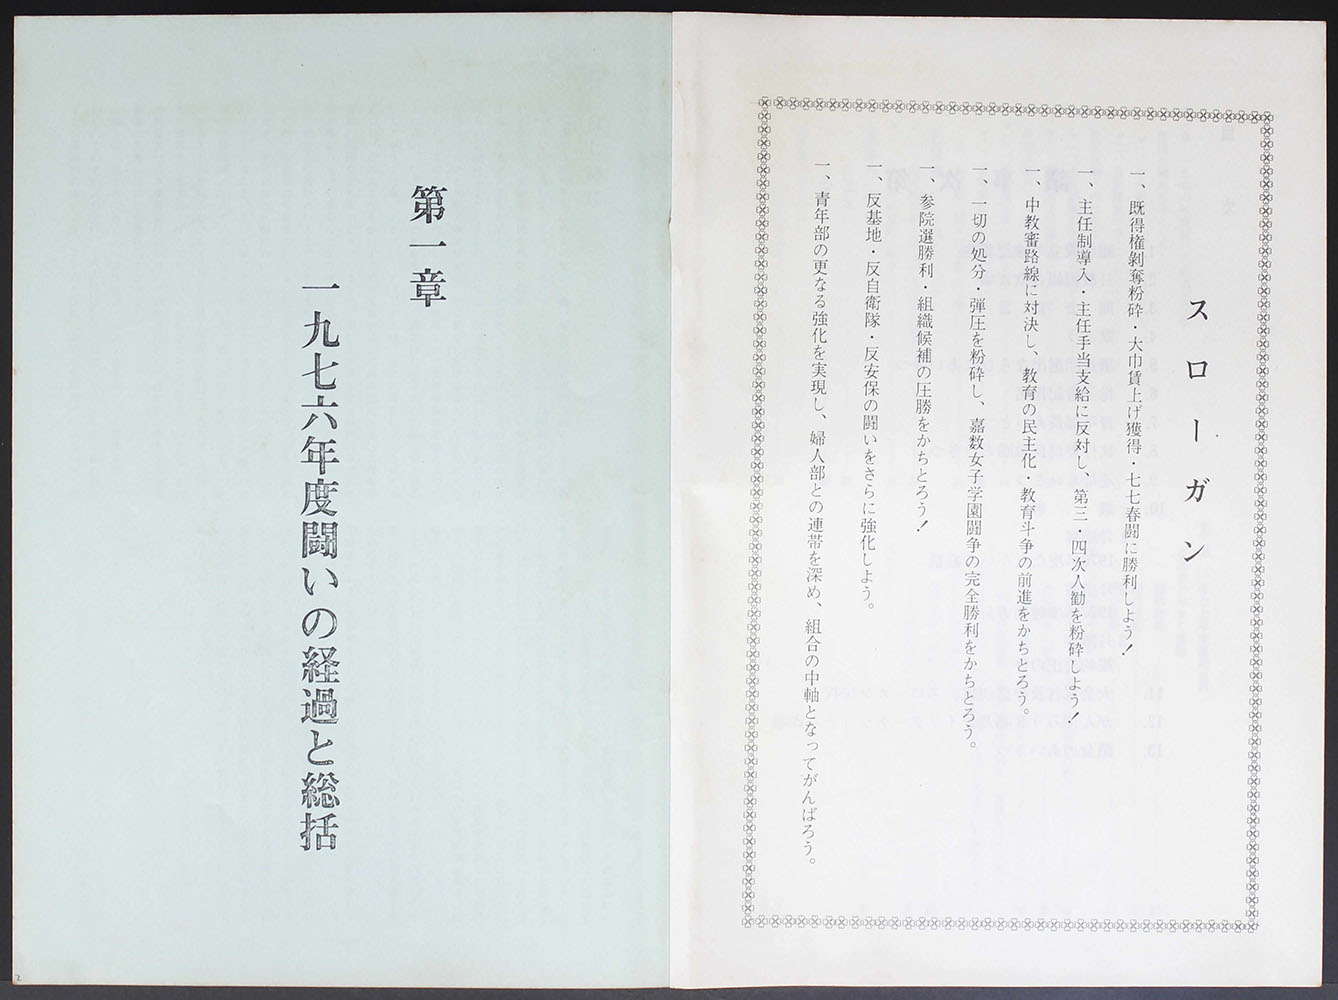 スローガン
一、既得権剝奪粉砕・大巾賃上げ獲得・七七春闘に勝利しよう！
一、主任制導入・主任手当支給に反対し、第三・四次人勧を粉砕しよう！
一、中教審路線に対決し、教育の民主化・教育斗争の前進をかちとろう。
一、一切の処分・弾圧を粉砕し、嘉数女子学園闘争の完全勝利をかちとろう。
一、参院選勝利・組織候補の圧勝をかちとろう！
一、反基地・反自衛隊・反安保の闘いをさらに強化しよう。
一、青年部の更なる強化を実現し、婦人部との連帯を深め、組合の中軸となってがんばろう。
第一章
一九七六年度闘いの経過と総括
2